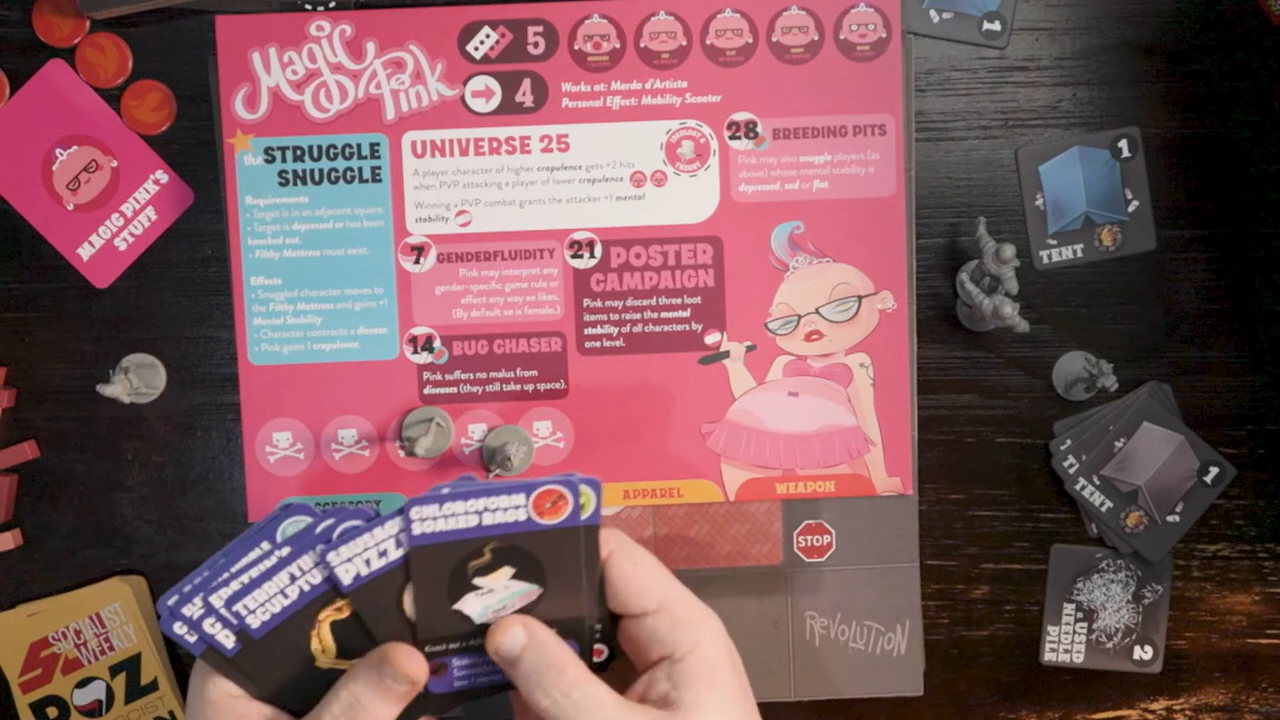 Magic
Pink
5
4
Works at: Merdo d'Artista
Personal Effect: Mobility Scooter
the STRUGGLE
SNUGGLE
Requirements
• Target is in an adjacent square.
• Target is depressed or has been
knocked out.
• Filthy Mattress must exist.
Effects
• Snuggled character moves to
the Filthy Mattress and gains +1
Mental Stability
• Character contracts a disease.
• Pink gains 1 crapulence.
UNIVERSE 25
A player character of higher crapulence gets +2 hits
when PVP attacking a player of lower crapulence.
Winning a PVP combat grants the attacker +1 mental
stability
28 BREEDING PITS
Pink may also snuggle players (as
above) whose mental stability is
depressed, sad or flat.
7 GENDERFLUIDITY
Pink may interpret any
gender-specific game rule or
effect any way xe likes.
(By default xe is female.)
21 POSTER
CAMPAIGN
Pink may discard three loot
items to raise the mental
stability of all characters by
one level.
14 BUG CHASER
Pink suffers no malus from
diseases (they still take up space).
APPAREL
WEAPON
MAGIC PINK'S
STUFF
1
TENT
1
TENT
USED
NEEDLE
PILE
2
STOP
REVOLUTION
CHLOROFORM
SOAKED RAGS
Knock out a
TERRIFYING
SOCIALIST
WEEKLY